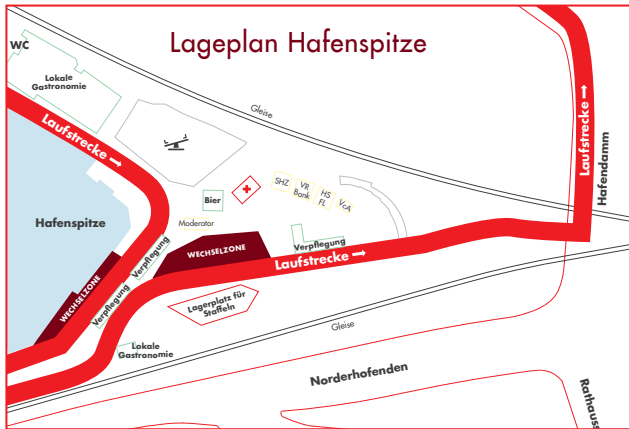 Lageplan Hafenspitze
WC
Lokale
Gastronomie
Gleise
Laufstrecke →
Laufstrecke →
Hafendamm
SHZ
VR
Bank
HS
FL
VcA
Bier
Moderator
Hafenspitze
Verpflegung
WECHSELZONE
Verpflegung
Laufstrecke →
WECHSELZONE
Verpflegung
Lagerplatz für
Staffeln
Gleise
Lokale
Gastronomie
Norderhofenden
Rathauss